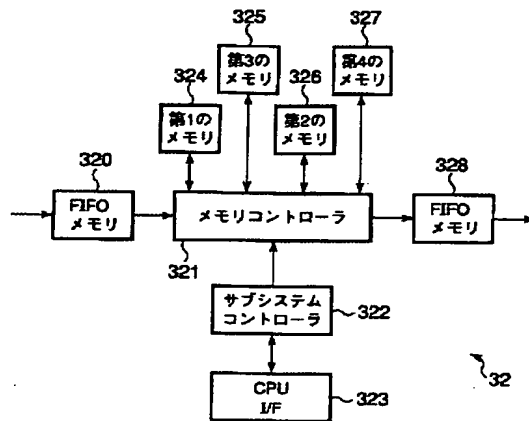 325
327
324
第3の
メモリ
326
第4の
メモリ
第1の
メモリ
第2の
メモリ
320
328
FIFO
メモリ
メモリコントローラ
FIFO
メモリ
321
サブシステム
コントローラ
322
32
CPU
I/F
323